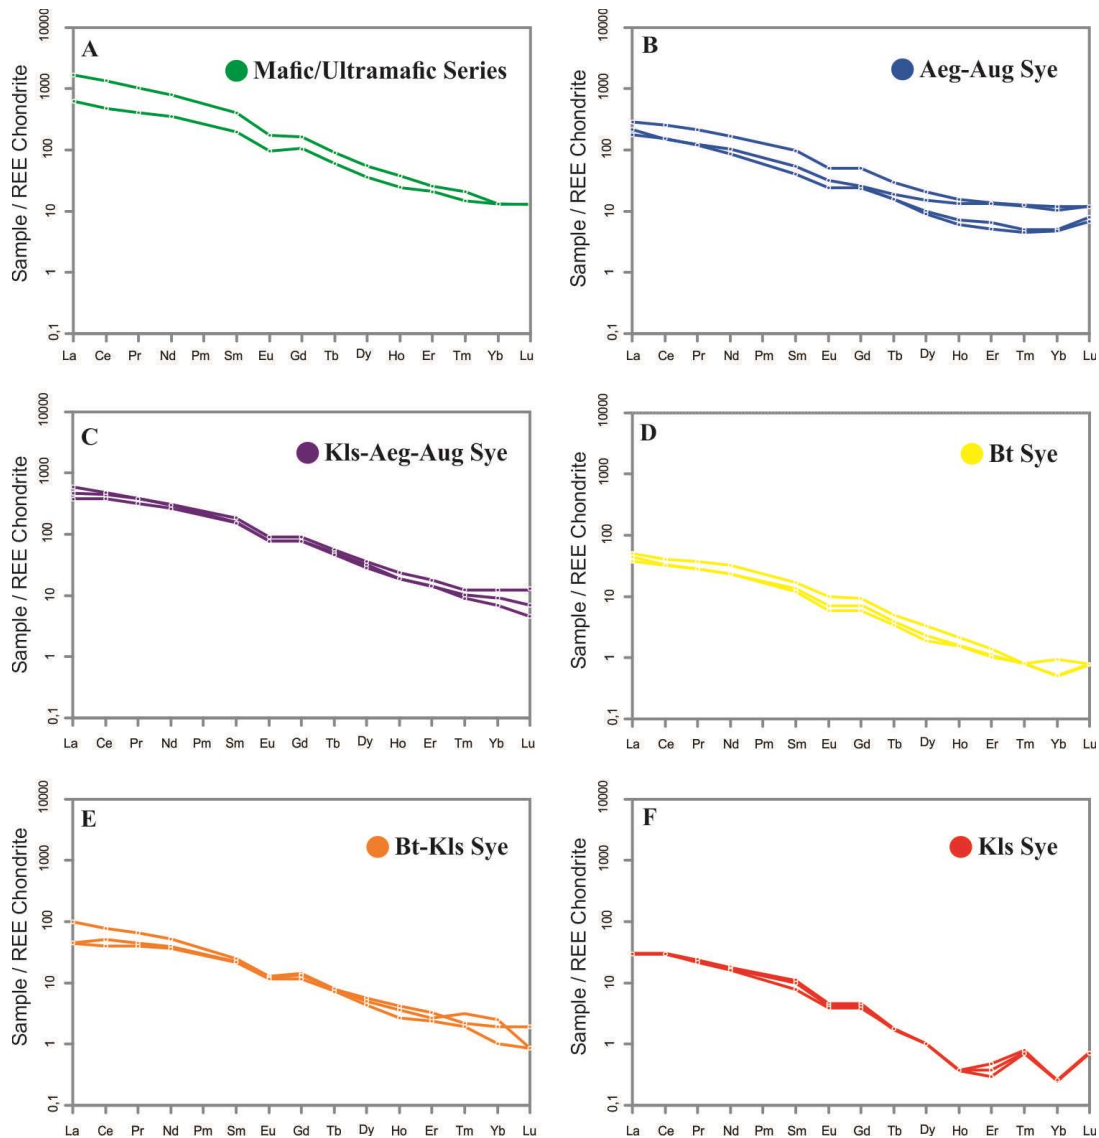 A
Mafic/Ultramafic Series
Sample / REE Chondrite
10000
1000
100
10
1
0,1
La Ce Pr Nd Pm Sm Eu Gd Tb Dy Ho Er Tm Yb Lu
B
Aeg-Aug Sye
Sample / REE Chondrite
10000
1000
100
10
1
0,1
La Ce Pr Nd Pm Sm Eu Gd Tb Dy Ho Er Tm Yb Lu
C
Kls-Aeg-Aug Sye
Sample / REE Chondrite
10000
1000
100
10
1
0,1
La Ce Pr Nd Pm Sm Eu Gd Tb Dy Ho Er Tm Yb Lu
D
Bt Sye
Sample / REE Chondrite
10000
1000
100
10
1
0,1
La Ce Pr Nd Pm Sm Eu Gd Tb Dy Ho Er Tm Yb Lu
E
Bt-Kls Sye
Sample / REE Chondrite
10000
1000
100
10
1
0,1
La Ce Pr Nd Pm Sm Eu Gd Tb Dy Ho Er Tm Yb Lu
F
Kls Sye
Sample / REE Chondrite
10000
1000
100
10
1
0,1
La Ce Pr Nd Pm Sm Eu Gd Tb Dy Ho Er Tm Yb Lu